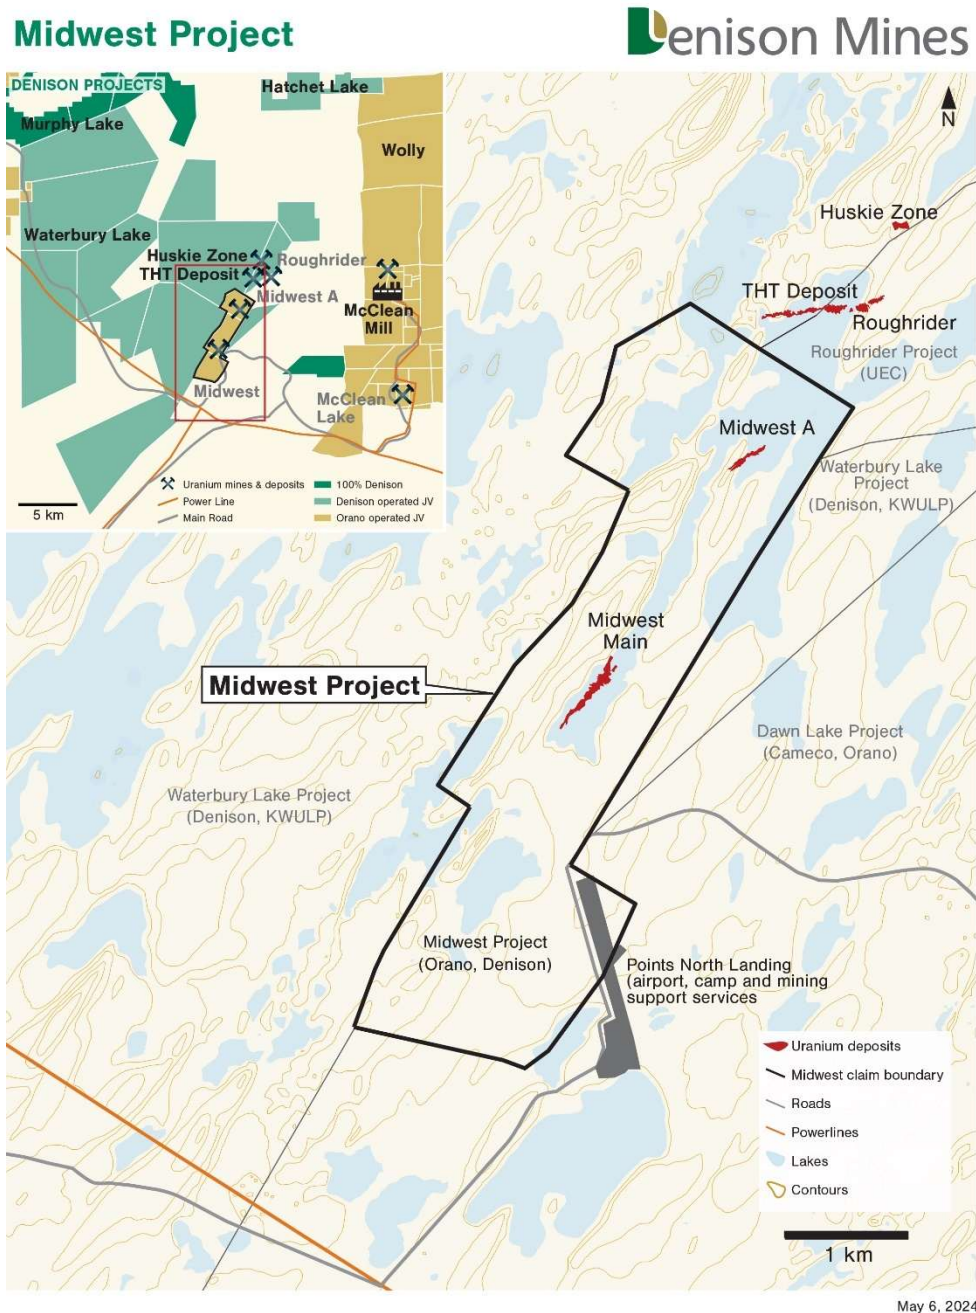 Midwest Project
Denison Mines
DENISON PROJECTS
Hatchet Lake
Murphy Lake
Wolly
Waterbury Lake
Huskie Zone
Roughrider
THT Deposit
Midwest A
McClean
Mill
Midwest
McClean
Lake
Uranium mines & deposits
Power Line
Main Road
100% Denison
Denison operated JV
Orano operated JV
5 km
N
Huskie Zone
THT Deposit
Roughrider
Roughrider Project
(UEC)
Midwest A
Waterbury Lake
Project
(Denison, KWULP)
Midwest
Main
Midwest Project
Dawn Lake Project
(Cameco, Orano)
Waterbury Lake Project
(Denison, KWULP)
Midwest Project
(Orano, Denison)
Points North Landing
(airport, camp and mining
support services
Uranium deposits
Midwest claim boundary
Roads
Powerlines
Lakes
Contours
1 km
May 6, 2024